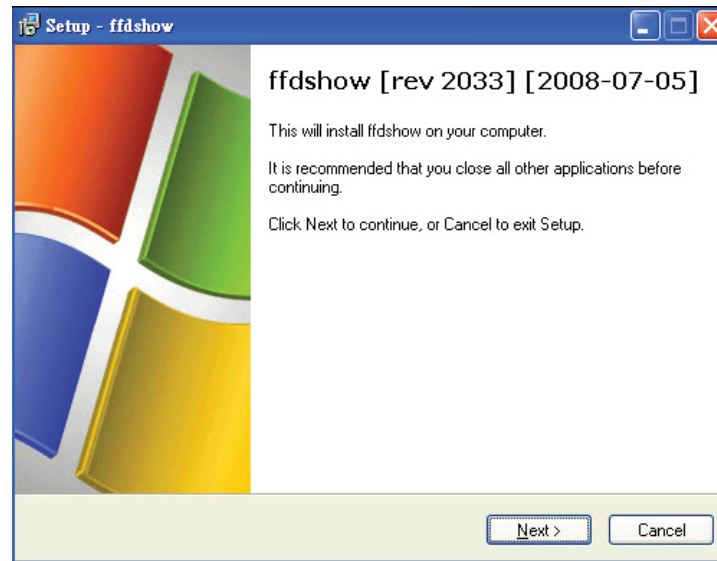 Setup - ffdshow
ffdshow [rev 2033] [2008-07-05]
This will install ffdshow on your computer.
It is recommended that you close all other applications before
continuing.
Click Next to continue, or Cancel to exit Setup.
Next >
Cancel